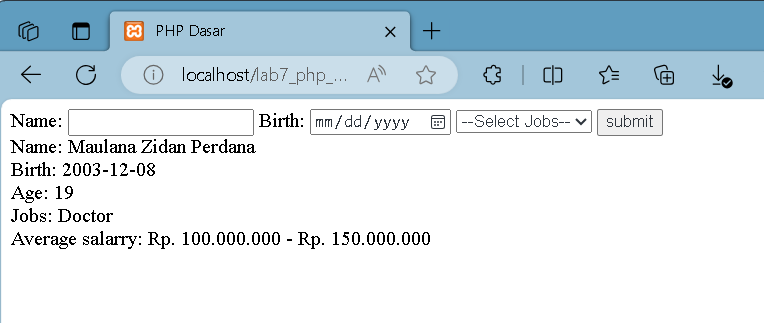 PHP Dasar
localhost/lab7_php_...
Name: Birth: mm/dd/yyyy --Select Jobs-- submit
Name: Maulana Zidan Perdana
Birth: 2003-12-08
Age: 19
Jobs: Doctor
Average salarry: Rp. 100.000.000 - Rp. 150.000.000